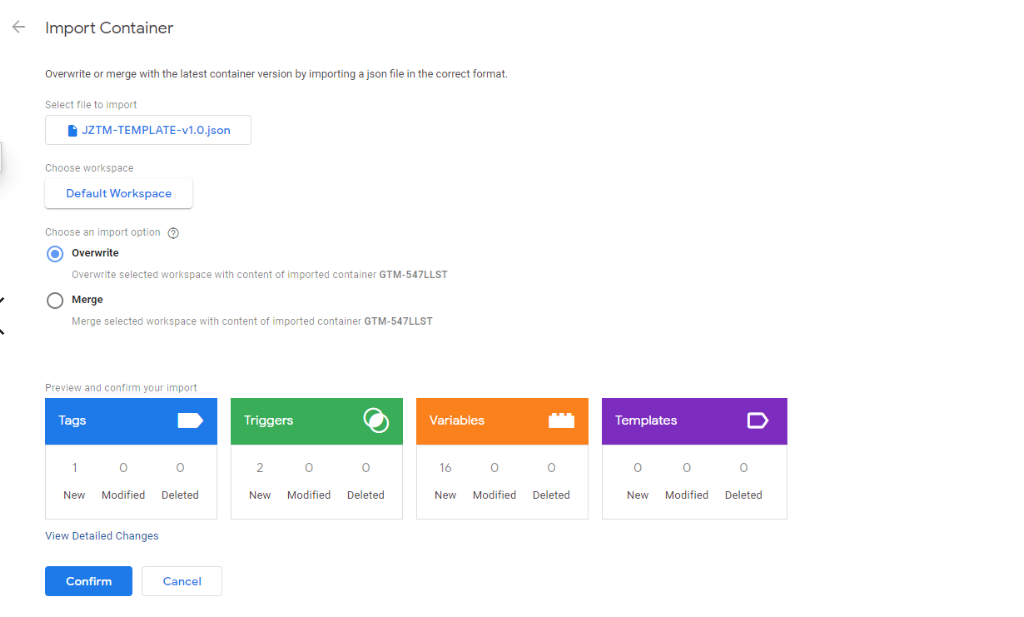 Import Container
Overwrite or merge with the latest container version by importing a json file in the correct format.
Select file to import
JZTM-TEMPLATE-v1.0.json
Choose workspace
Default Workspace
Choose an import option
Overwrite
Overwrite selected workspace with content of imported container GTM-547LLST
Merge
Merge selected workspace with content of imported container GTM-547LLST
Preview and confirm your import
Tags
1 0 0
New Modified Deleted
Triggers
2 0 0
New Modified Deleted
Variables
16 0 0
New Modified Deleted
Templates
0 0 0
New Modified Deleted
View Detailed Changes
Confirm Cancel